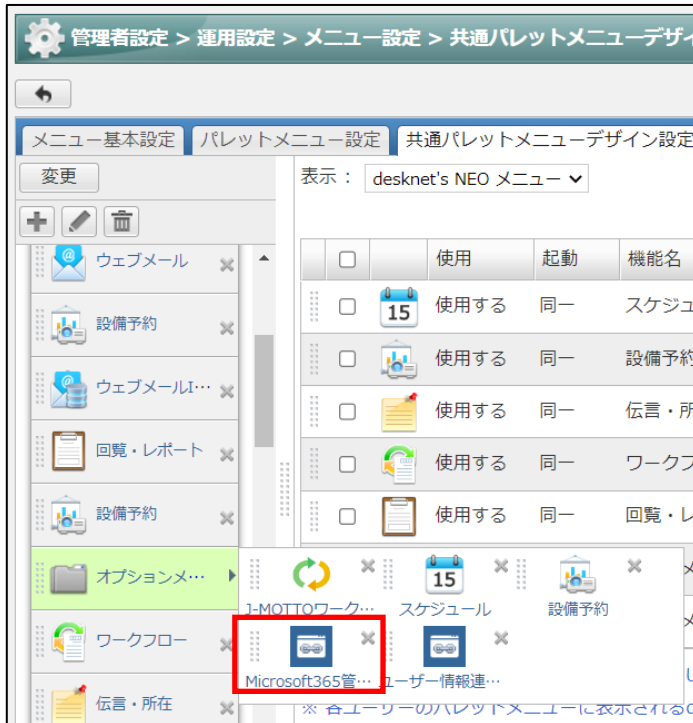 管理者設定 > 運用設定 > メニュー設定 > 共通パレットメニューデザイ
メニュー基本設定
パレットメニュー設定
共通パレットメニューデザイン設定
変更
表示 :
desknet's NEO メニュー
使用
起動
機能名
ウェブメール
15
使用する
同一
スケジュ
設備予約
使用する
同一
設備予約
ウェブメールI…
使用する
同一
伝言・所
回覧・レポート
使用する
同一
ワークフ
設備予約
使用する
同一
回覧・レ
オプションメ…
J-MOTTOワーク…
15
スケジュール
設備予約
ワークフロー
Microsoft365管…
ユーザー情報連…
伝言・所在
※ 各ユーザーのパレットメニューに表示される